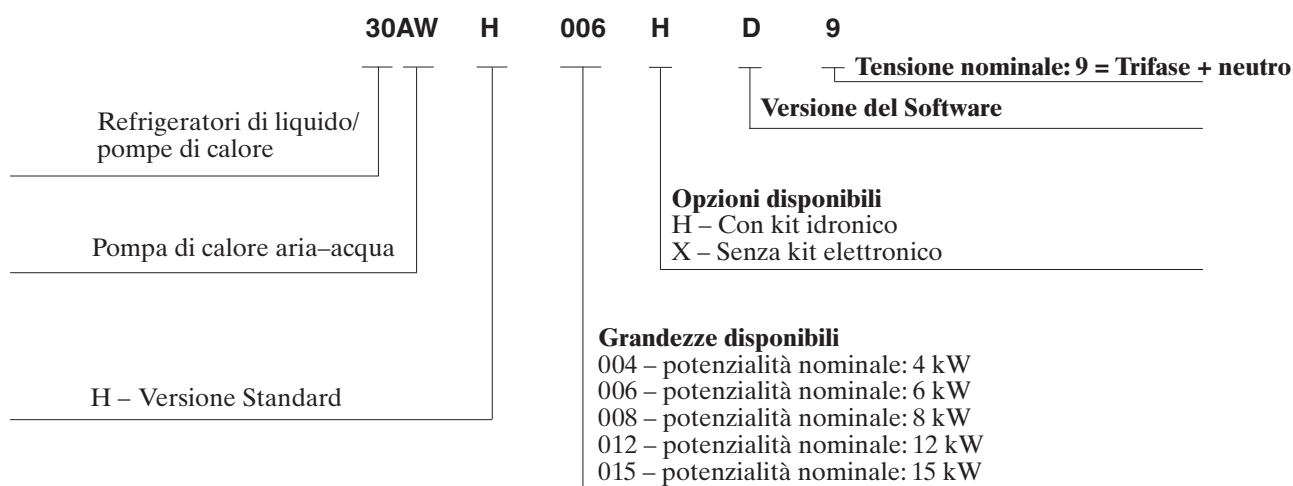 30AW H 006 H D 9
Tensione nominale: 9 = Trifase + neutro
Versione del Software
Refrigeratori di liquido/
pompe di calore
Opzioni disponibili
H – Con kit idronico
X – Senza kit elettronico
Pompa di calore aria–acqua
Grandezze disponibili
004 – potenzialità nominale: 4 kW
006 – potenzialità nominale: 6 kW
008 – potenzialità nominale: 8 kW
012 – potenzialità nominale: 12 kW
015 – potenzialità nominale: 15 kW
H – Versione Standard